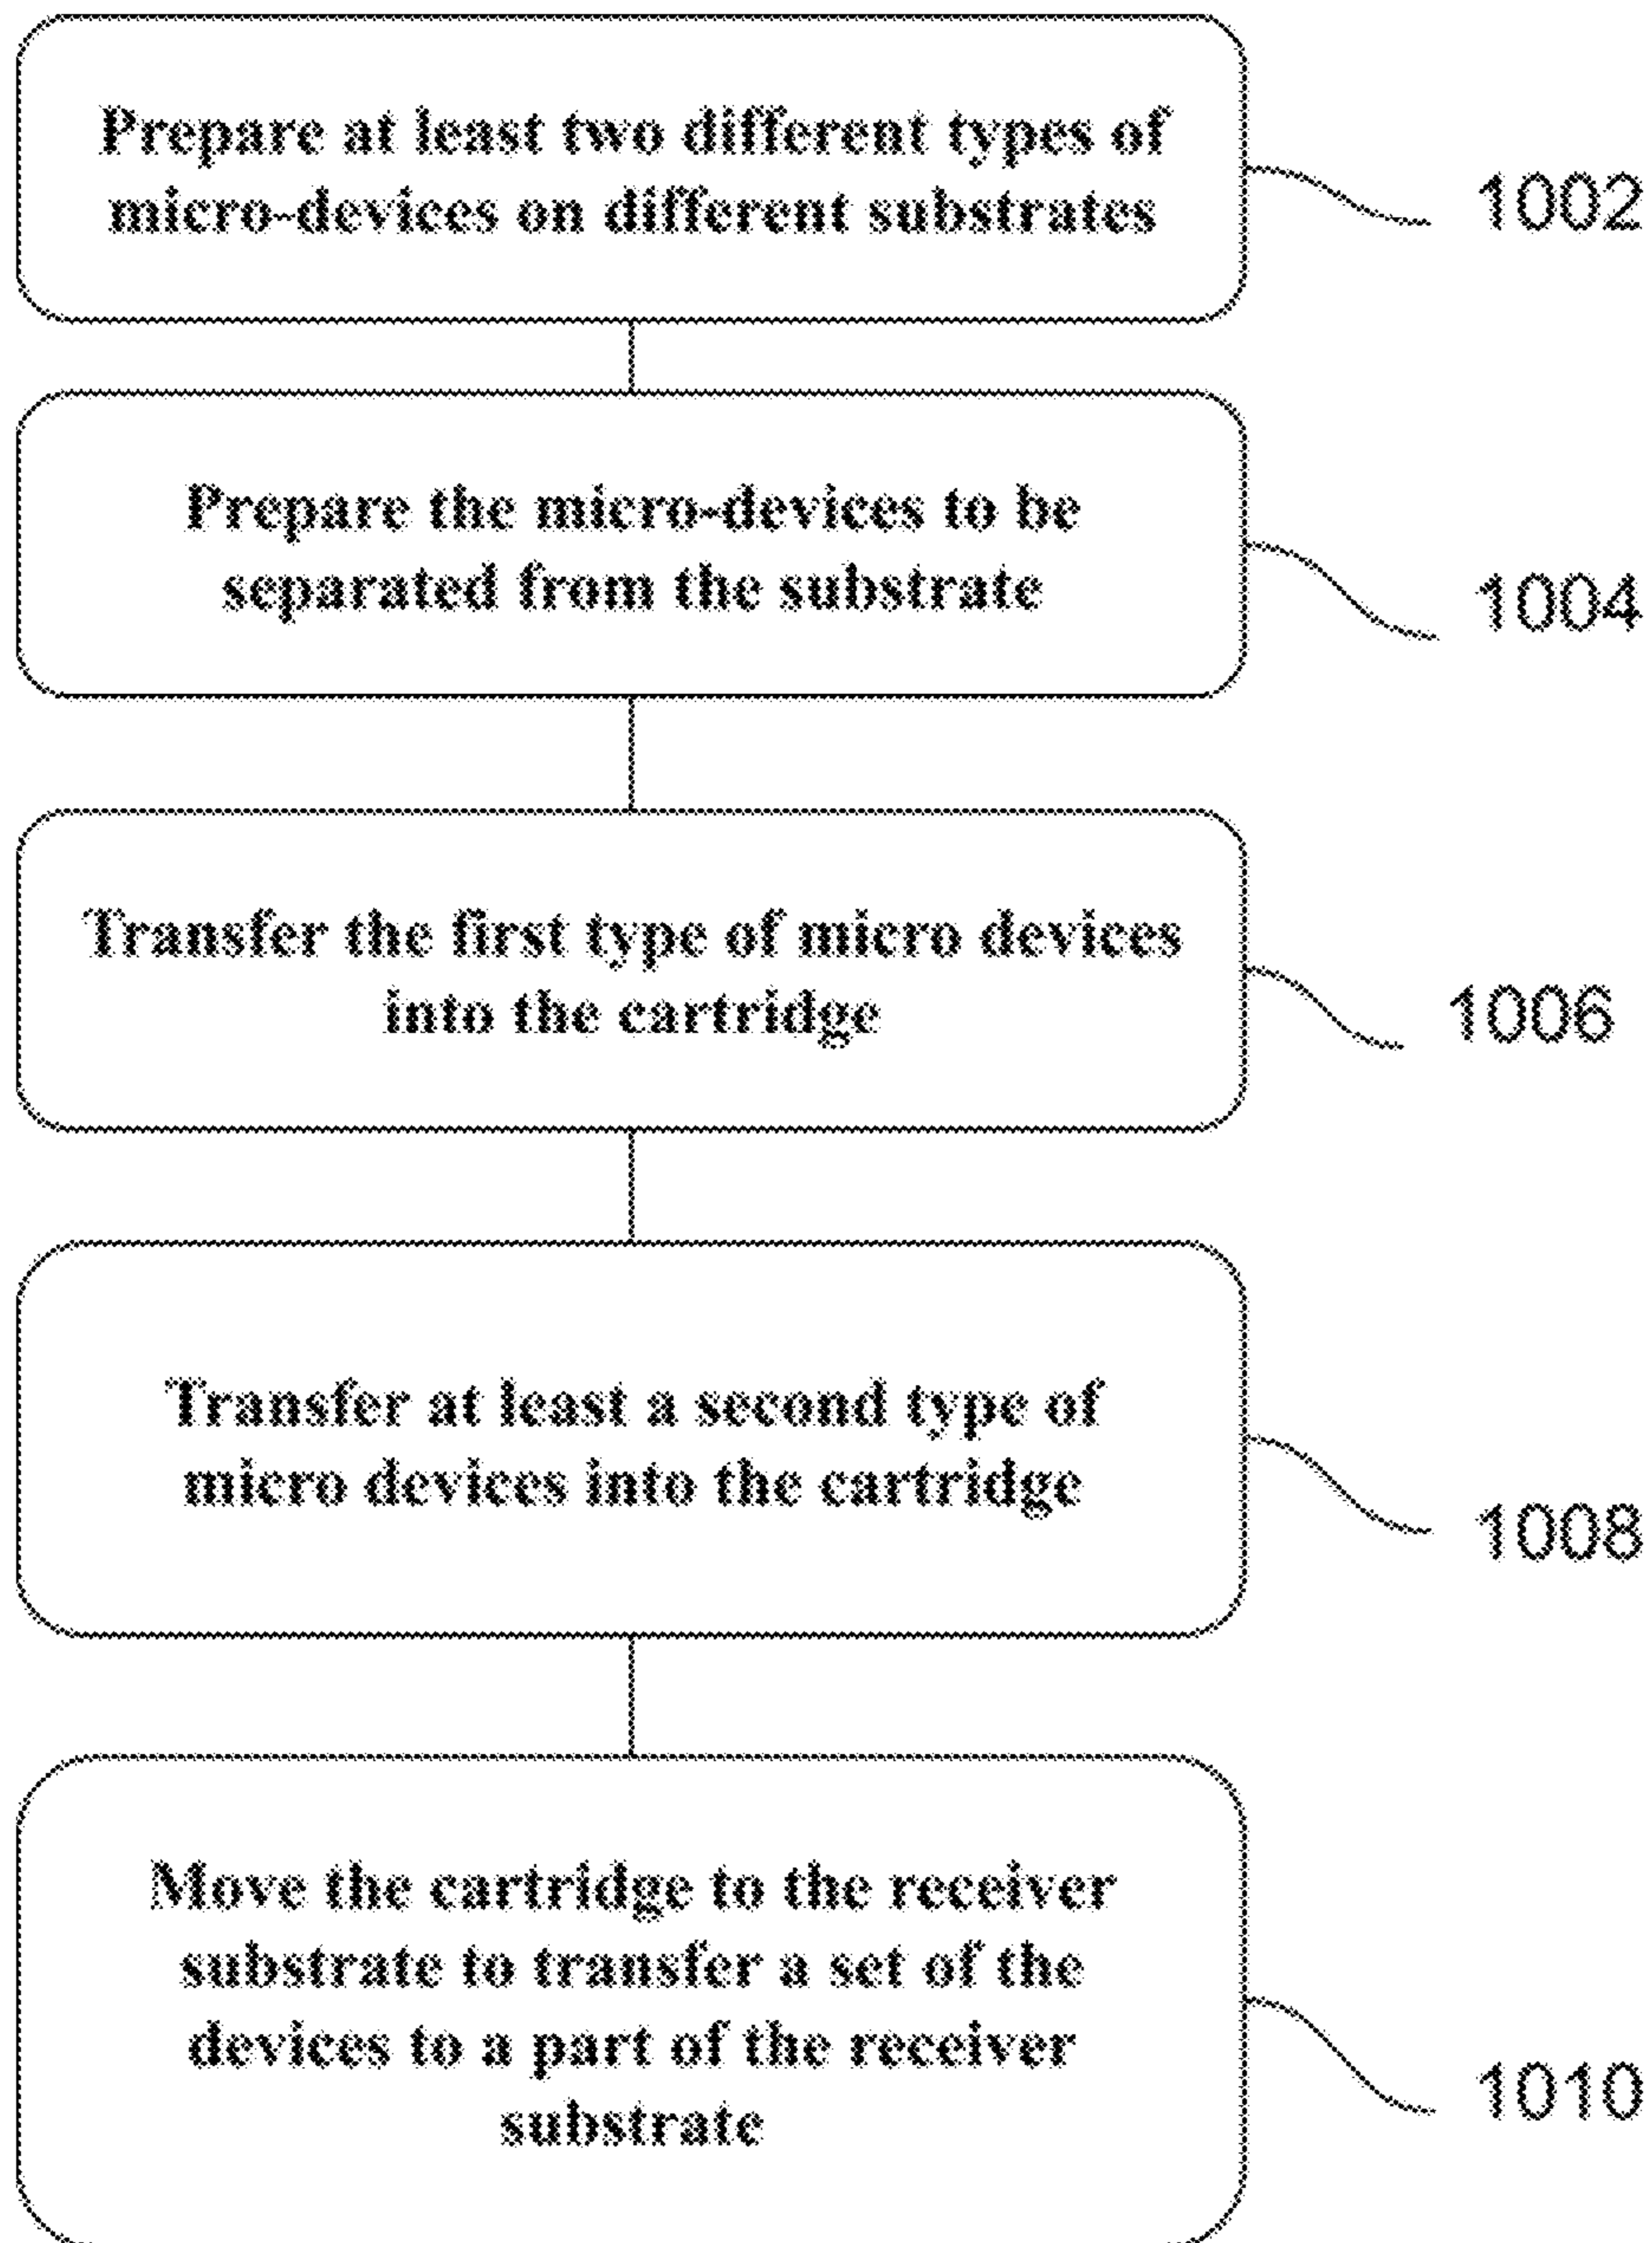 Prepare at least two different types of
micro-devices on different substrates
1002
Prepare the micro-devices to be
separated from the substrate
1004
Transfer the first type of micro devices
into the cartridge
1006
Transfer at least a second type of
micro devices into the cartridge
1008
Move the cartridge to the receiver
substrate to transfer a set of the
devices to a part of the receiver
substrate
1010